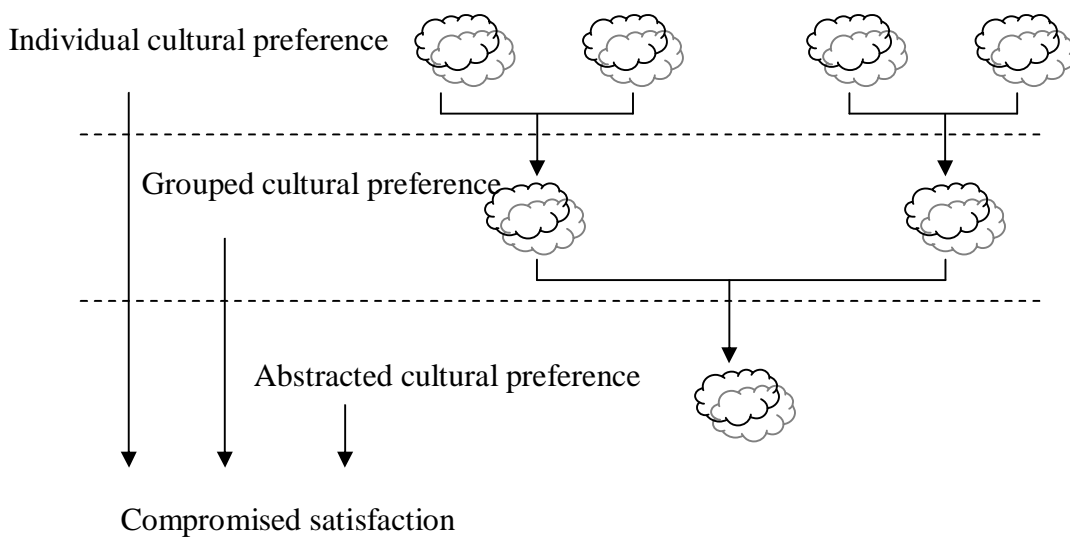 Individual cultural preference
Grouped cultural preference
Abstracted cultural preference
Compromised satisfaction